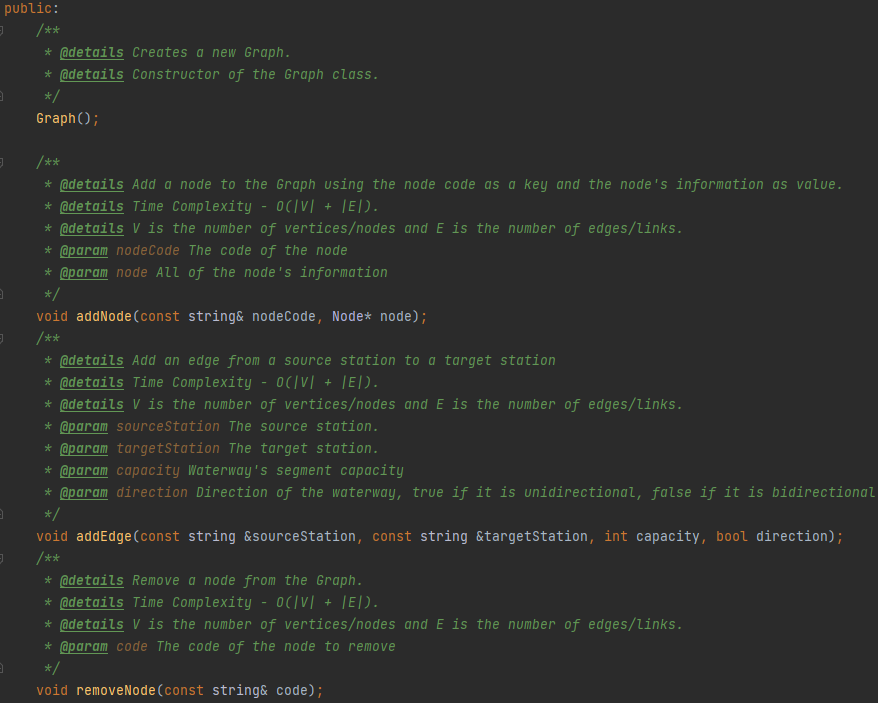 public:
/**
* @details Creates a new Graph.
* @details Constructor of the Graph class.
*/
Graph();
/**
* @details Add a node to the Graph using the node code as a key and the node's information as value.
* @details Time Complexity - O(|V| + |E|).
* @details V is the number of vertices/nodes and E is the number of edges/links.
* @param nodeCode The code of the node
* @param node All of the node's information
*/
void addNode(const string& nodeCode, Node* node);
/**
* @details Add an edge from a source station to a target station
* @details Time Complexity - O(|V| + |E|).
* @details V is the number of vertices/nodes and E is the number of edges/links.
* @param sourceStation The source station.
* @param targetStation The target station.
* @param capacity Waterway's segment capacity
* @param direction Direction of the waterway, true if it is unidirectional, false if it is bidirectional
*/
void addEdge(const string &sourceStation, const string &targetStation, int capacity, bool direction);
/**
* @details Remove a node from the Graph.
* @details Time Complexity - O(|V| + |E|).
* @details V is the number of vertices/nodes and E is the number of edges/links.
* @param code The code of the node to remove
*/
void removeNode(const string& code);